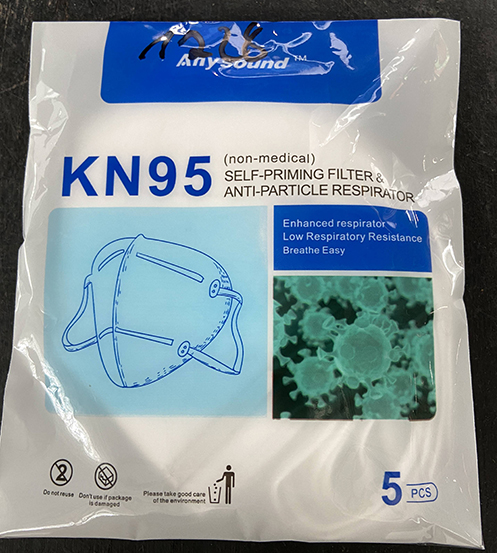 AnySound™
KN95
(non-medical)
SELF-PRIMING FILTER &
ANTI-PARTICLE RESPIRATOR
Enhanced respirator
Low Respiratory Resistance
Breathe Easy
2
Do not reuse
Don't use if package
is damaged
Please take good care
of the environment
5 PCS